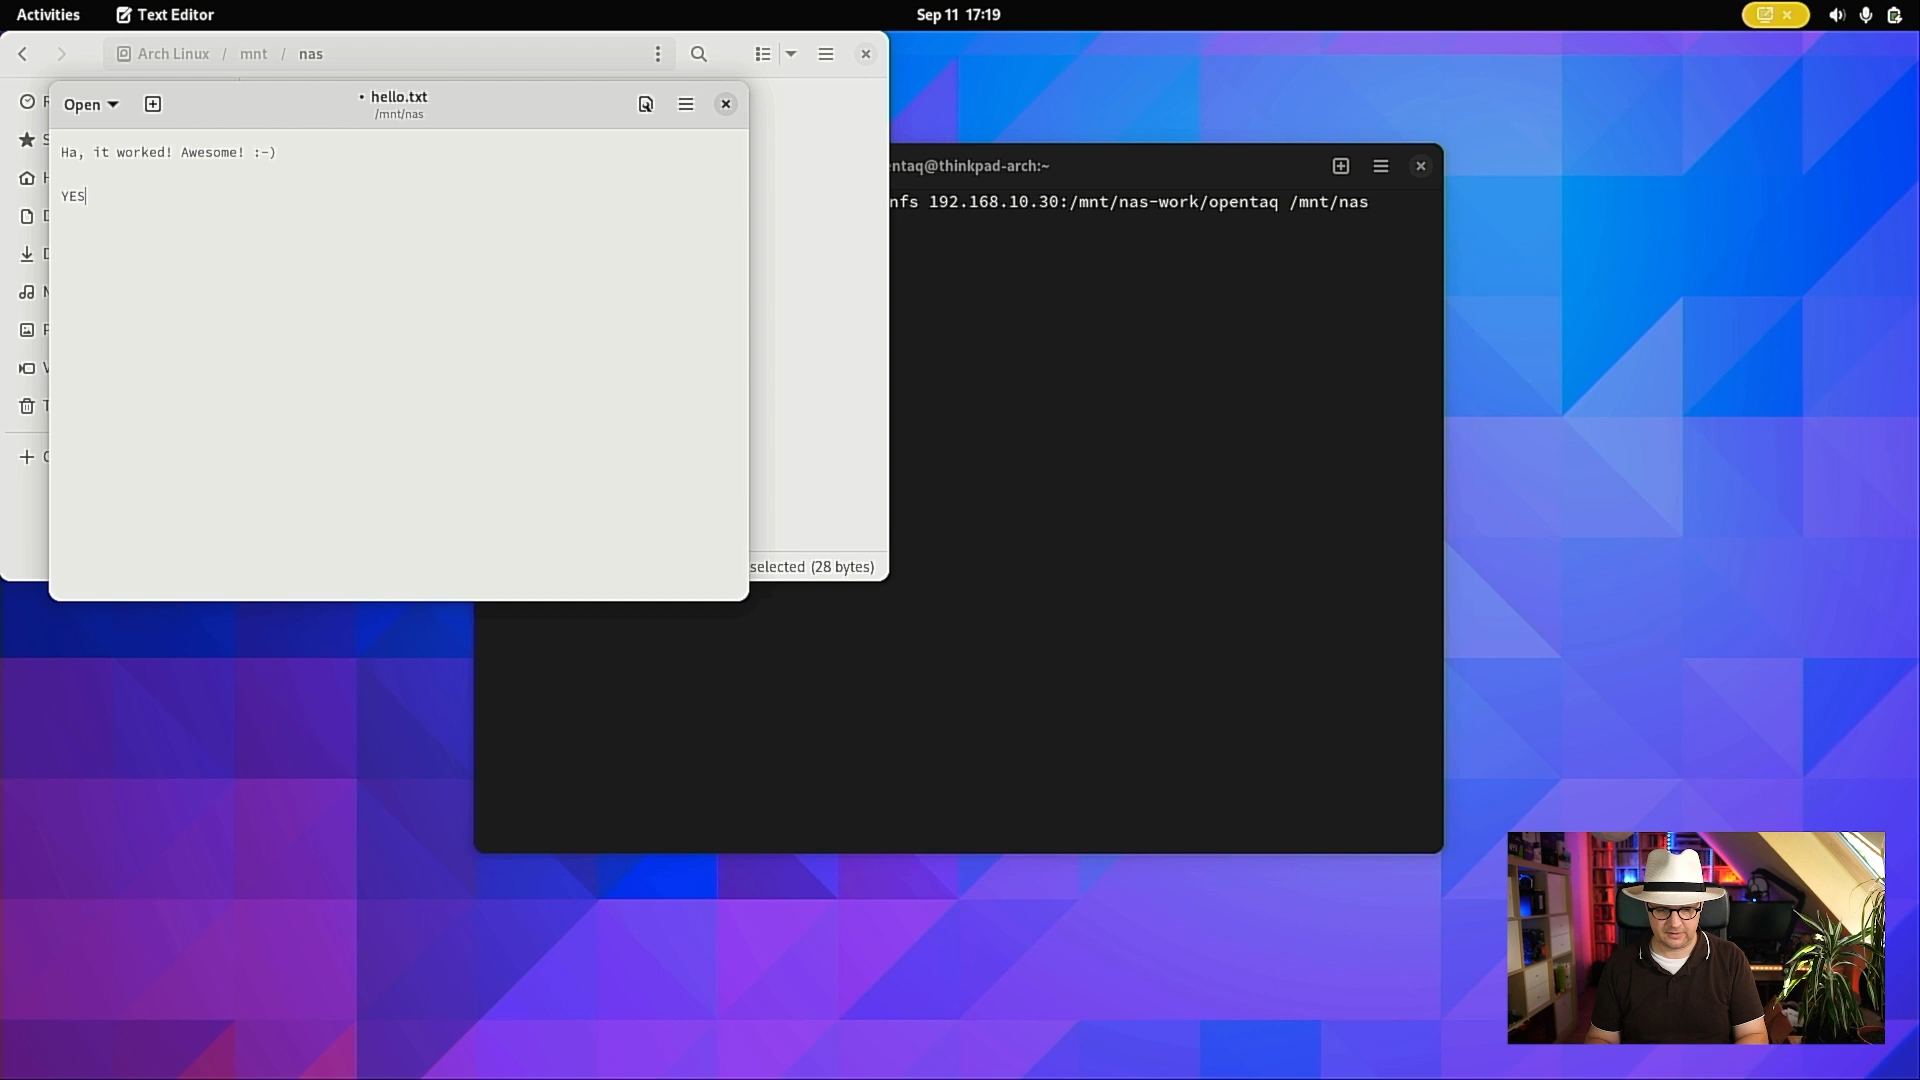 Activities
Text Editor
Sep 11 17:19
Arch Linux / mnt / nas
Open
• hello.txt
/mnt/nas
Ha, it worked! Awesome! :-)
YES
entaq@thinkpad-arch:~
nfs 192.168.10.30:/mnt/nas-work/opentaq /mnt/nas
selected (28 bytes)